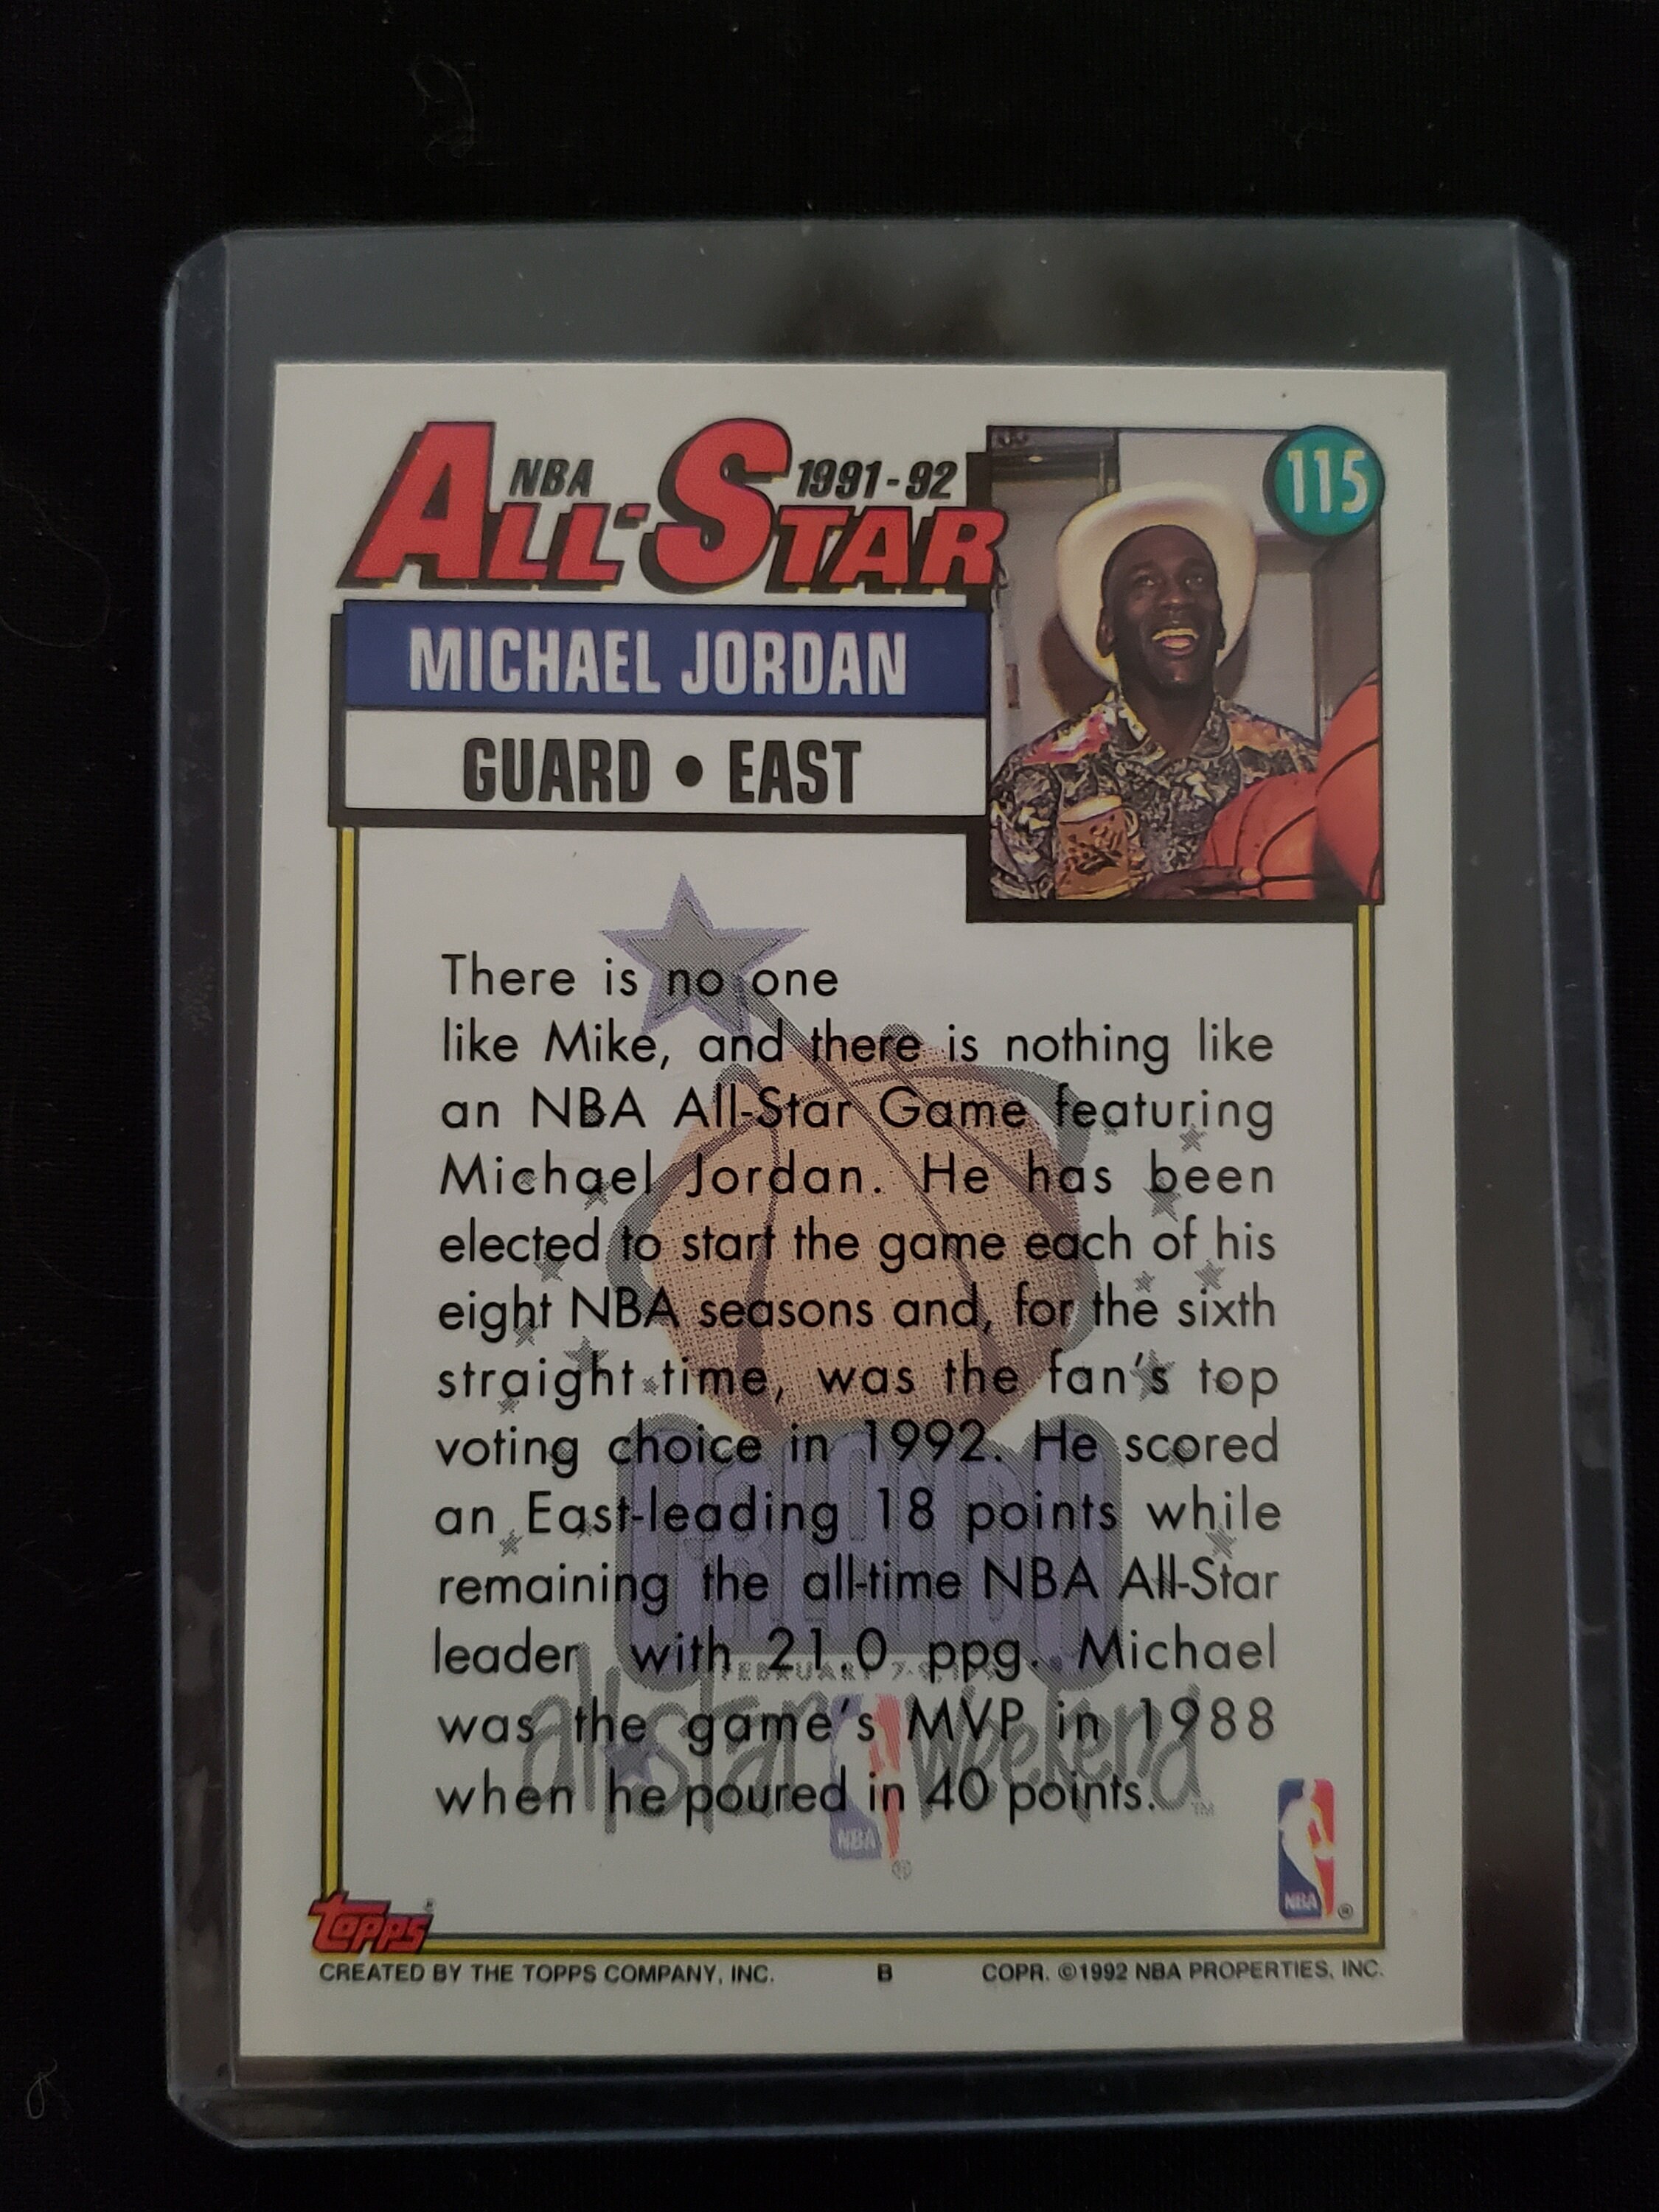 NBA 1991-92
ALL-STAR
115
MICHAEL JORDAN
GUARD • EAST
There is no one
like Mike, and there is nothing like
an NBA All-Star Game featuring
Michael Jordan. He has been
elected to start the game each of his
eight NBA seasons and, for the sixth
straight time, was the fan's top
voting choice in 1992. He scored
an East-leading 18 points while
remaining the all-time NBA All-Star
leader with 21.0 ppg. Michael
was the game's MVP in 1988
when he poured in 40 points.
ORLANDO
FEBRUARY 7-9,
all-star weekend
TM
NBA
®
NBA
®
TOPPS®
CREATED BY THE TOPPS COMPANY, INC. B COPR. ©1992 NBA PROPERTIES, INC.